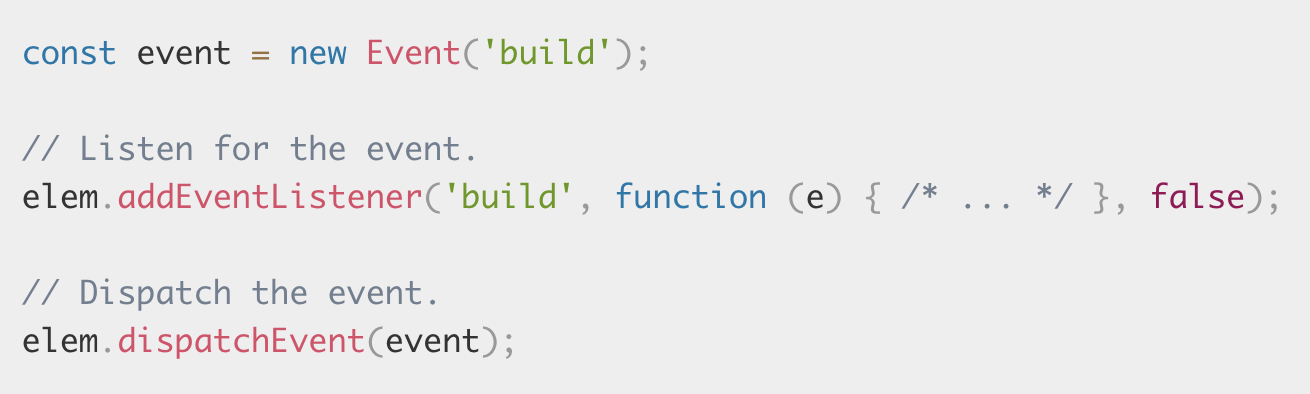 const event = new Event('build');
// Listen for the event.
elem.addEventListener('build', function (e) { /* ... */ }, false);
// Dispatch the event.
elem.dispatchEvent(event);